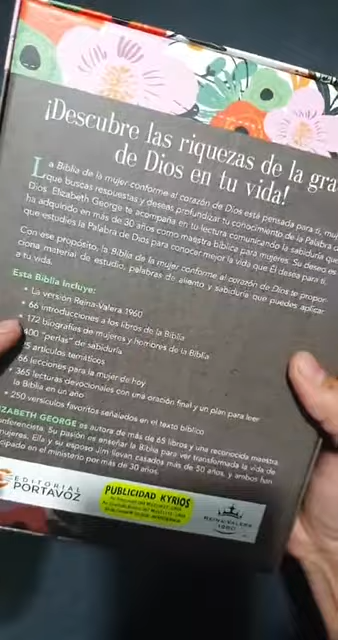 ¡Descubre las riquezas de la gra
de Dios en tu vida!
La Biblia de la mujer conforme al corazón de Dios está pensada para ti, muj
que buscas respuestas y deseas profundizar tu conocimiento de la Palabra d
Dios. Elizabeth George te acompaña en tu lectura comunicando la sabiduría qu
ha adquirido en más de 30 años como maestra bíblica para mujeres. Su deseo es
que estudies la Palabra de Dios para conocer mejor la vida que Él desea para ti.
Con ese propósito, la Biblia de la mujer conforme al corazón de Dios te propor-
ciona material de estudio, palabras de aliento y sabiduría que puedes aplicar
a tu vida.
Esta Biblia incluye:
• La versión Reina-Valera 1960
• 66 introducciones a los libros de la Biblia
• 172 biografías de mujeres y hombres de la Biblia
400 "perlas" de sabiduría
artículos temáticos
66 lecciones para la mujer de hoy
• 365 lecturas devocionales con una oración final y un plan para leer
la Biblia en un año
• 250 versículos favoritos señalados en el texto bíblico
IZABETH GEORGE es autora de más de 65 libros y una reconocida maestra
onferencista. Su pasión es enseñar la Biblia para ver transformada la vida de
mujeres. Ella y su esposo Jim llevan casados más de 50 años, y ambos han
cipado en el ministerio por más de 30 años.
EDITORIAL
PORTAVOZ
PUBLICIDAD KYRIOS
REINA-VALERA
1960